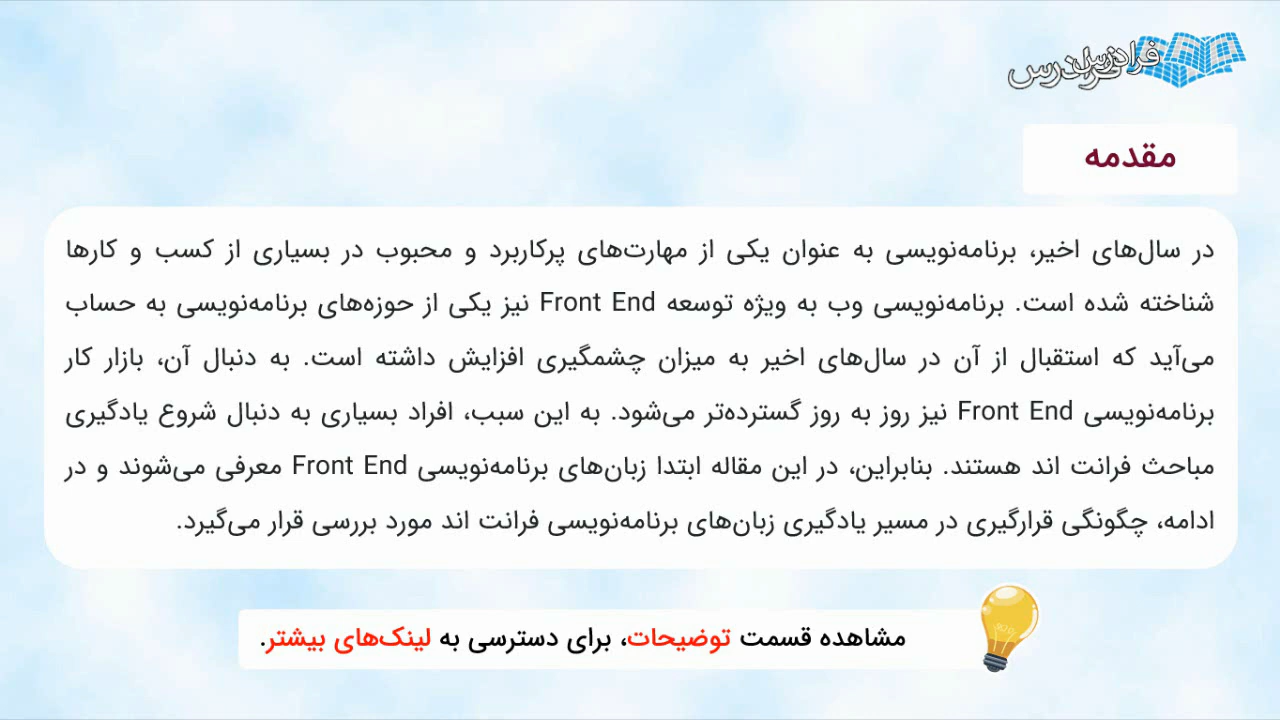 فرادرس
مقدمه
در سال‌های اخیر، برنامه‌نویسی به عنوان یکی از مهارت‌های پرکاربرد و محبوب در بسیاری از کسب و کارها
شناخته شده است. برنامه‌نویسی وب به ویژه توسعه Front End نیز یکی از حوزه‌های برنامه‌نویسی به حساب
می‌آید که استقبال از آن در سال‌های اخیر به میزان چشمگیری افزایش داشته است. به دنبال آن، بازار کار
برنامه‌نویسی Front End نیز روز به روز گسترده‌تر می‌شود. به این سبب، افراد بسیاری به دنبال شروع یادگیری
مباحث فرانت اند هستند. بنابراین، در این مقاله ابتدا زبان‌های برنامه‌نویسی Front End معرفی می‌شوند و در
ادامه، چگونگی قرارگیری در مسیر یادگیری زبان‌های برنامه‌نویسی فرانت اند مورد بررسی قرار می‌گیرد.
مشاهده قسمت توضیحات، برای دسترسی به لینک‌های بیشتر.